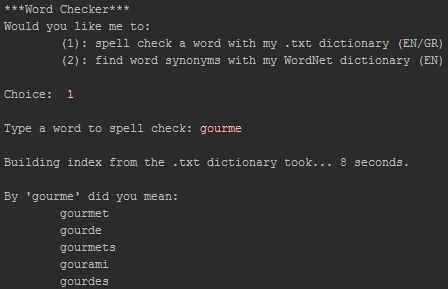 ***Word Checker***
Would you like me to:
(1): spell check a word with my .txt dictionary (EN/GR)
(2): find word synonyms with my WordNet dictionary (EN)
Choice:  1
Type a word to spell check: gourme
Building index from the .txt dictionary took... 8 seconds.
By 'gourme' did you mean:
gourmet
gourde
gourmets
gourami
gourdes